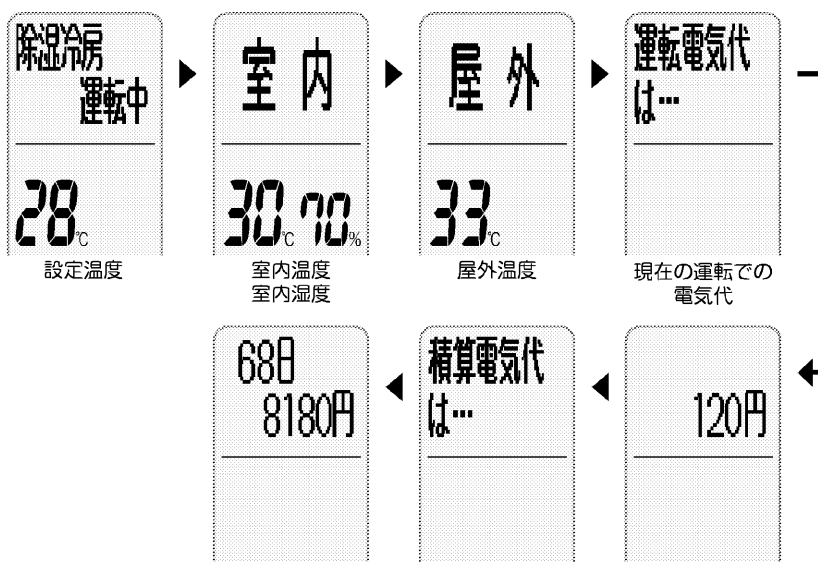 除湿冷房
運転中
28℃
設定温度
室内
30℃ 70%
室内温度
室内湿度
屋外
33℃
屋外温度
運転電気代
は…
現在の運転での
電気代
120円
積算電気代
は…
68日
8180円